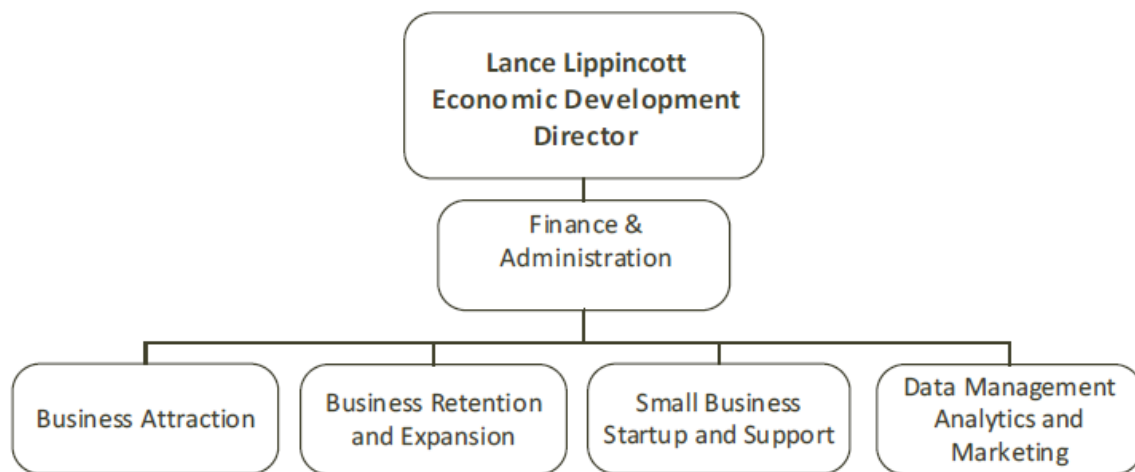 Lance Lippincott
Economic Development
Director
Finance &
Administration
Business Attraction
Business Retention
and Expansion
Small Business
Startup and Support
Data Management
Analytics and
Marketing